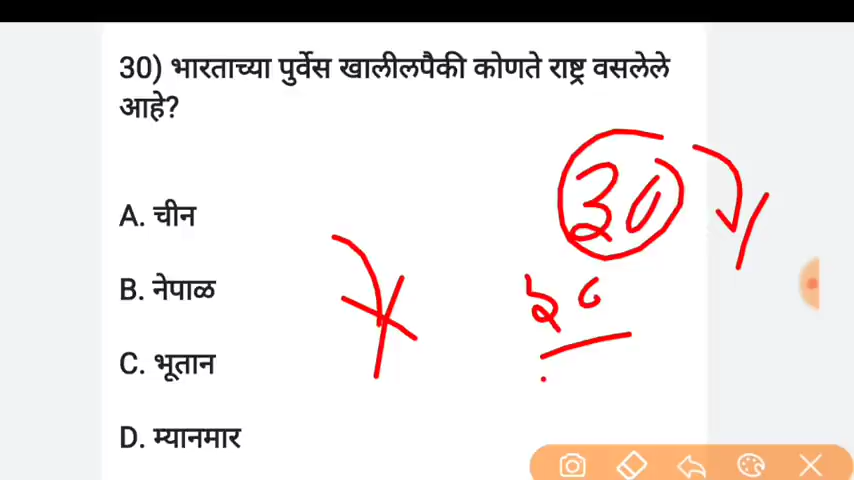 30) भारताच्या पुर्वेस खालीलपैकी कोणते राष्ट्र वसलेले
आहे?
A. चीन
30
B. नेपाळ
C. भूतान
D. म्यानमार